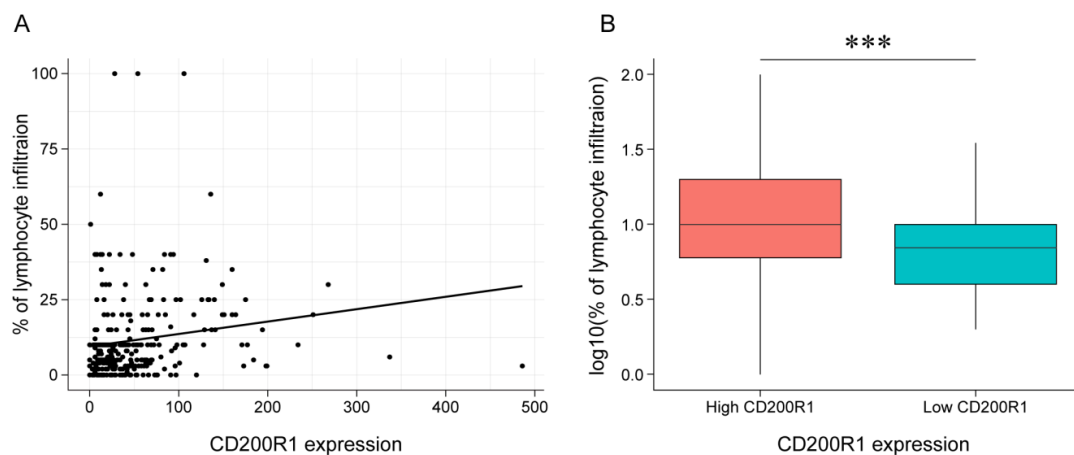 A
% of lymphocyte infiltraion
100
75
50
25
0
0 100 200 300 400 500
CD200R1 expression
B
***
log10(% of lymphocyte infiltraion)
2.0
1.5
1.0
0.5
0.0
High CD200R1 Low CD200R1
CD200R1 expression